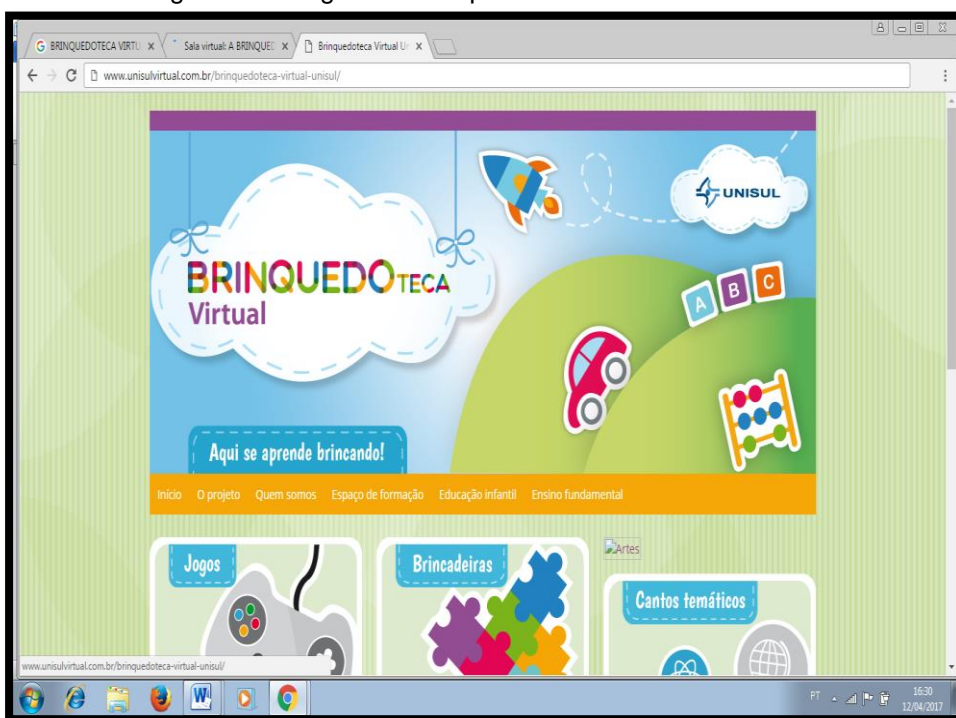 G BRINQUEDOTECA VIRTU
Sala virtual: A BRINQUED
Brinquedoteca Virtual Un
www.unisulvirtual.com.br/brinquedoteca-virtual-unisul/
UNISUL
BRINQUEDOTECA
Virtual
A B C
Aqui se aprende brincando!
Início O projeto Quem somos Espaço de formação Educação infantil Ensino fundamental
Jogos
Brincadeiras
Artes
Cantos temáticos
www.unisulvirtual.com.br/brinquedoteca-virtual-unisul/
PT
16:30
12/04/2017